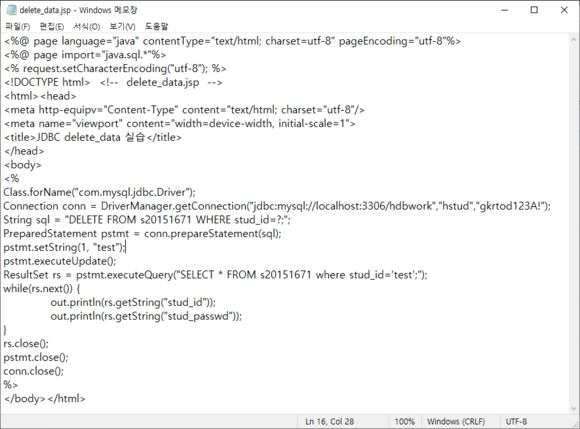 delete_data.jsp - Windows 메모장
파일(F) 편집(E) 서식(O) 보기(V) 도움말
<%@ page language="java" contentType="text/html; charset=utf-8" pageEncoding="utf-8"%>
<%@ page import="java.sql.*"%>
<% request.setCharacterEncoding("utf-8"); %>
<!DOCTYPE html>   <!--  delete_data.jsp  -->
<html><head>
<meta http-equipv="Content-Type" content="text/html; charset="utf-8"/>
<meta name="viewport" content="width=device-width, initial-scale=1">
<title>JDBC delete_data 실습</title>
</head>
<body>
<%
Class.forName("com.mysql.jdbc.Driver");
Connection conn = DriverManager.getConnection("jdbc:mysql://localhost:3306/hdbwork","hstud","gkrtod123A!");
String sql = "DELETE FROM s20151671 WHERE stud_id=?;";
PreparedStatement pstmt = conn.prepareStatement(sql);
pstmt.setString(1, "test");
pstmt.executeUpdate();
ResultSet rs = pstmt.executeQuery("SELECT * FROM s20151671 where stud_id='test';");
while(rs.next()) {
out.println(rs.getString("stud_id"));
out.println(rs.getString("stud_passwd"));
}
rs.close();
pstmt.close();
conn.close();
%>
</body></html>
Ln 16, Col 28 100% Windows (CRLF) UTF-8